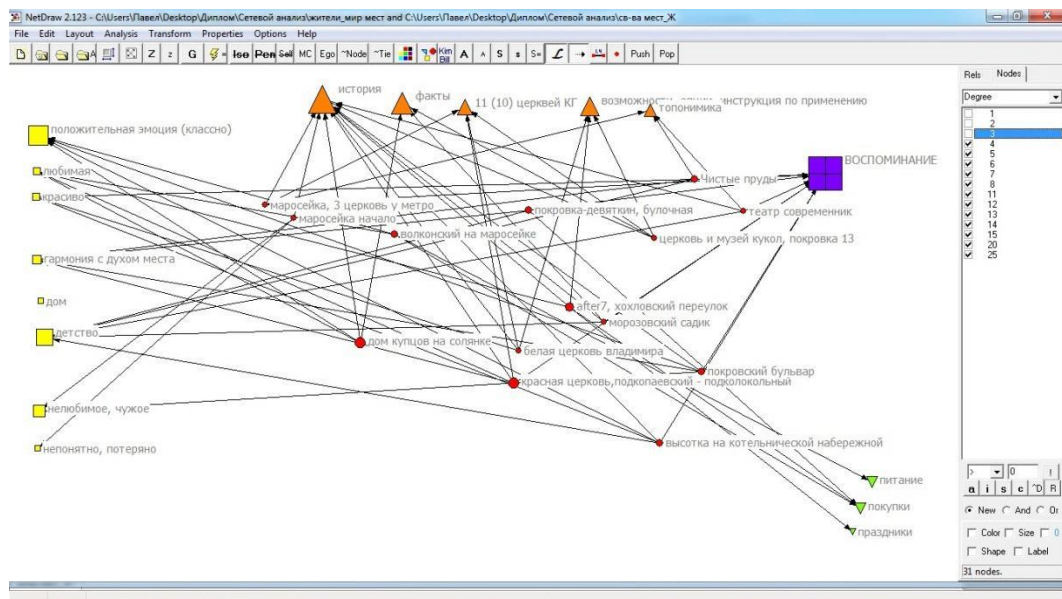 NetDraw 2.123 - C:\Users\Павел\Desktop\Диплом\Сетевой анализ\жители_мир мест and C:\Users\Павел\Desktop\Диплом\Сетевой анализ\св-ва мест_Ж
File Edit Layout Analysis Transform Properties Options Help
Z z G Iso Pen MC Ego ~Node ~Tie Kim Bill A A S s S= L Push Pop
Rels Nodes
Degree
1
2
3
4
5
6
7
8
11
12
13
14
15
20
25
история
факты
11 (10) церквей
возможности, инструкция по применению
топонимика
положительная эмоция (классно)
ВОСПОМИНАНИЕ
любимая
Чистые пруды
красиво
маросейка, 3 церковь у метро
покровка-девяткин, булочная
театр современник
маросейка начало
волконский на маросейке
церковь и музей кукол, покровка 13
гармония с духом места
дом
after7, хохловский переулок
морозовский садик
детство
дом купцов на солянке
белая церковь владимира
покровский бульвар
красная церковь,подкопаевский - подколокольный
нелюбимое, чужое
непонятно, потеряно
высотка на котельнической набережной
питание
покупки
праздники
> 0 !
a i s c ~D R
New And Or
Color Size 0
Shape Label
31 nodes.